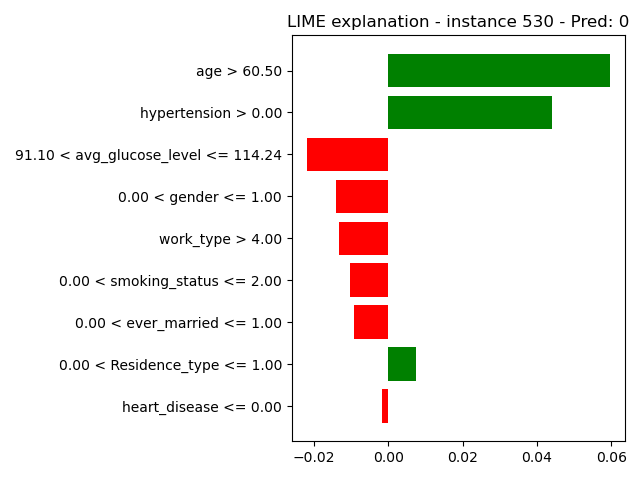 LIME explanation - instance 530 - Pred: 0
age > 60.50
hypertension > 0.00
91.10 < avg_glucose_level <= 114.24
0.00 < gender <= 1.00
work_type > 4.00
0.00 < smoking_status <= 2.00
0.00 < ever_married <= 1.00
0.00 < Residence_type <= 1.00
heart_disease <= 0.00
−0.02 0.00 0.02 0.04 0.06